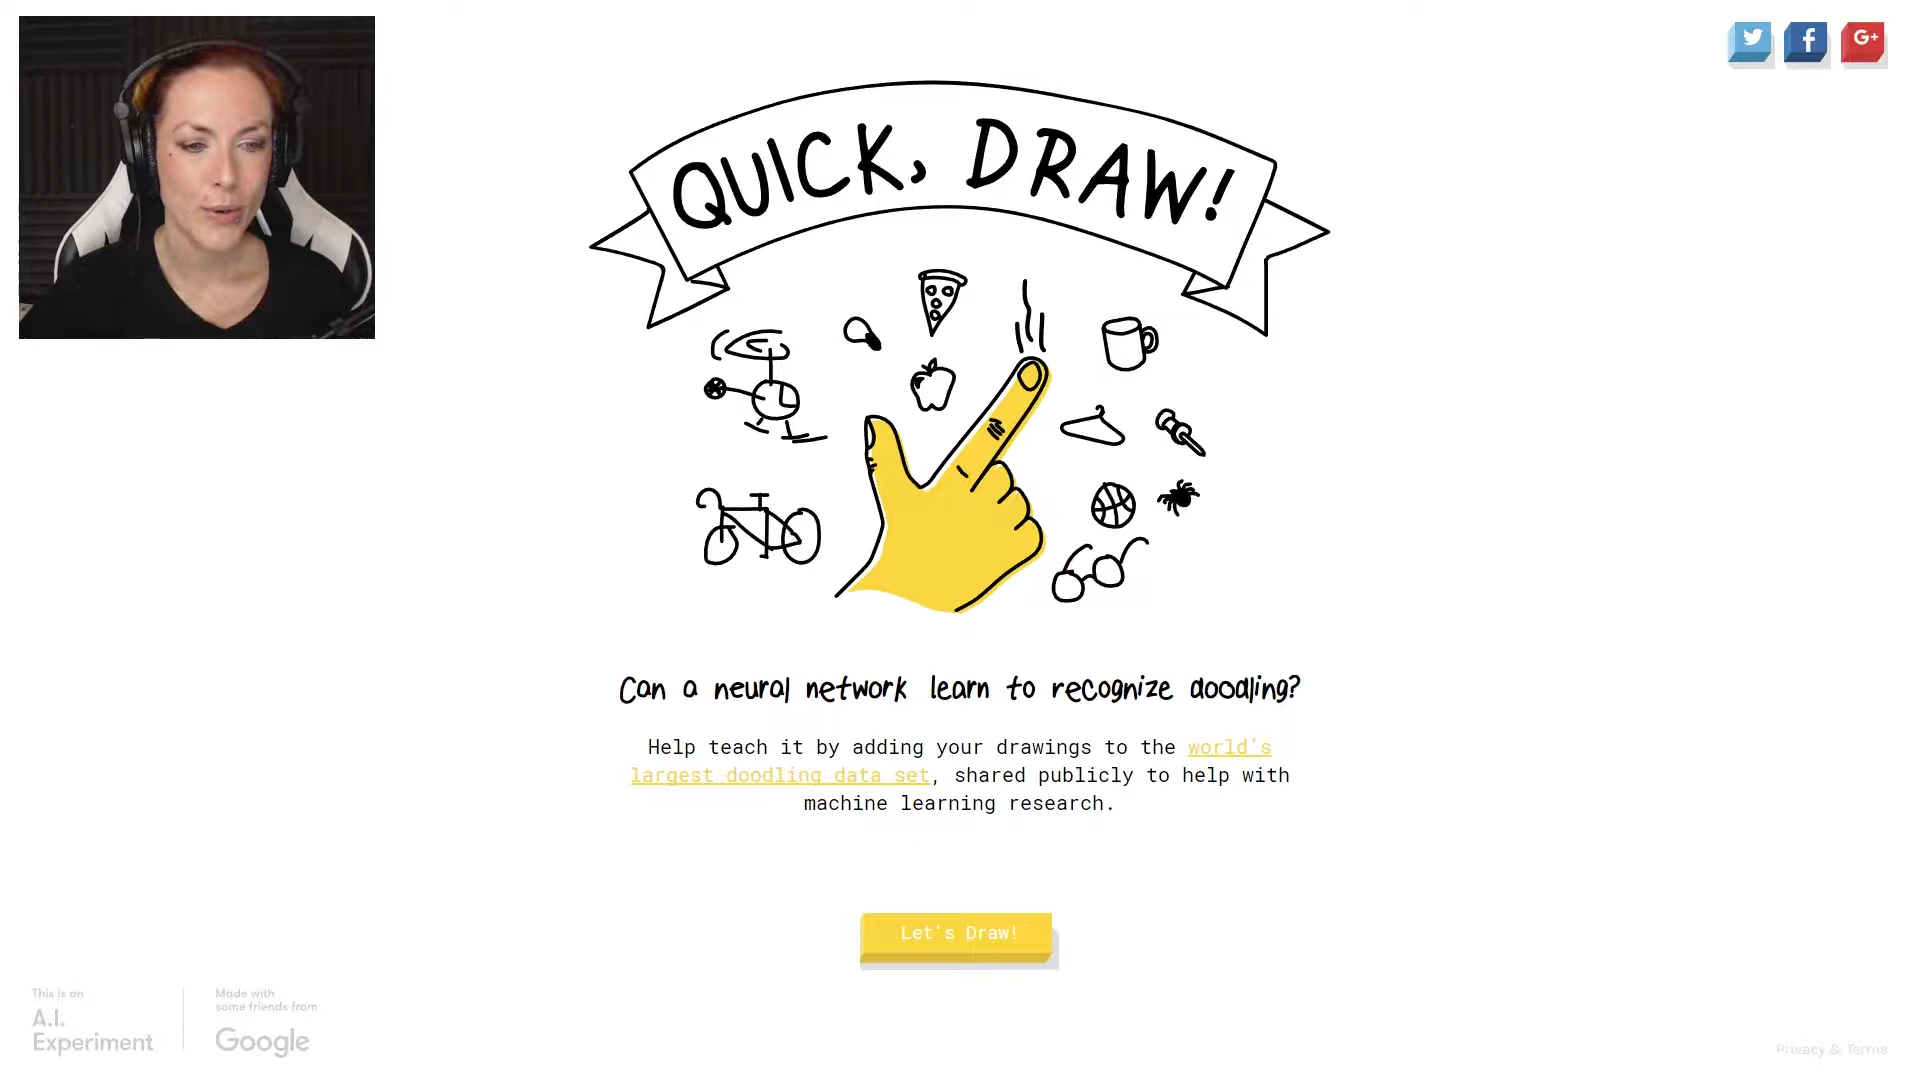 QUICK, DRAW!
Can a neural network learn to recognize doodling?
Help teach it by adding your drawings to the world's
largest doodling data set, shared publicly to help with
machine learning research.
Let's Draw!
This is an
A.I.
Experiment
Made with
some friends from
Google
Privacy & Terms
G+